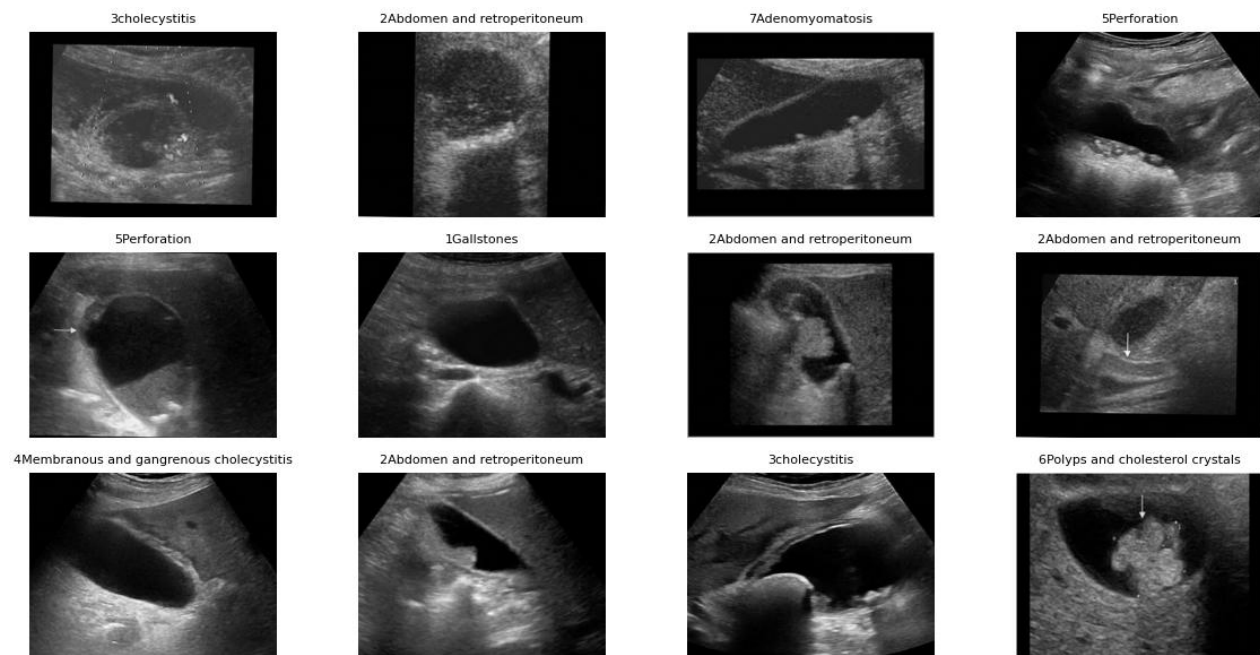 3cholecystitis
2Abdomen and retroperitoneum
7Adenomyomatosis
5Perforation
5Perforation
1Gallstones
2Abdomen and retroperitoneum
2Abdomen and retroperitoneum
4Membranous and gangrenous cholecystitis
2Abdomen and retroperitoneum
3cholecystitis
6Polyps and cholesterol crystals